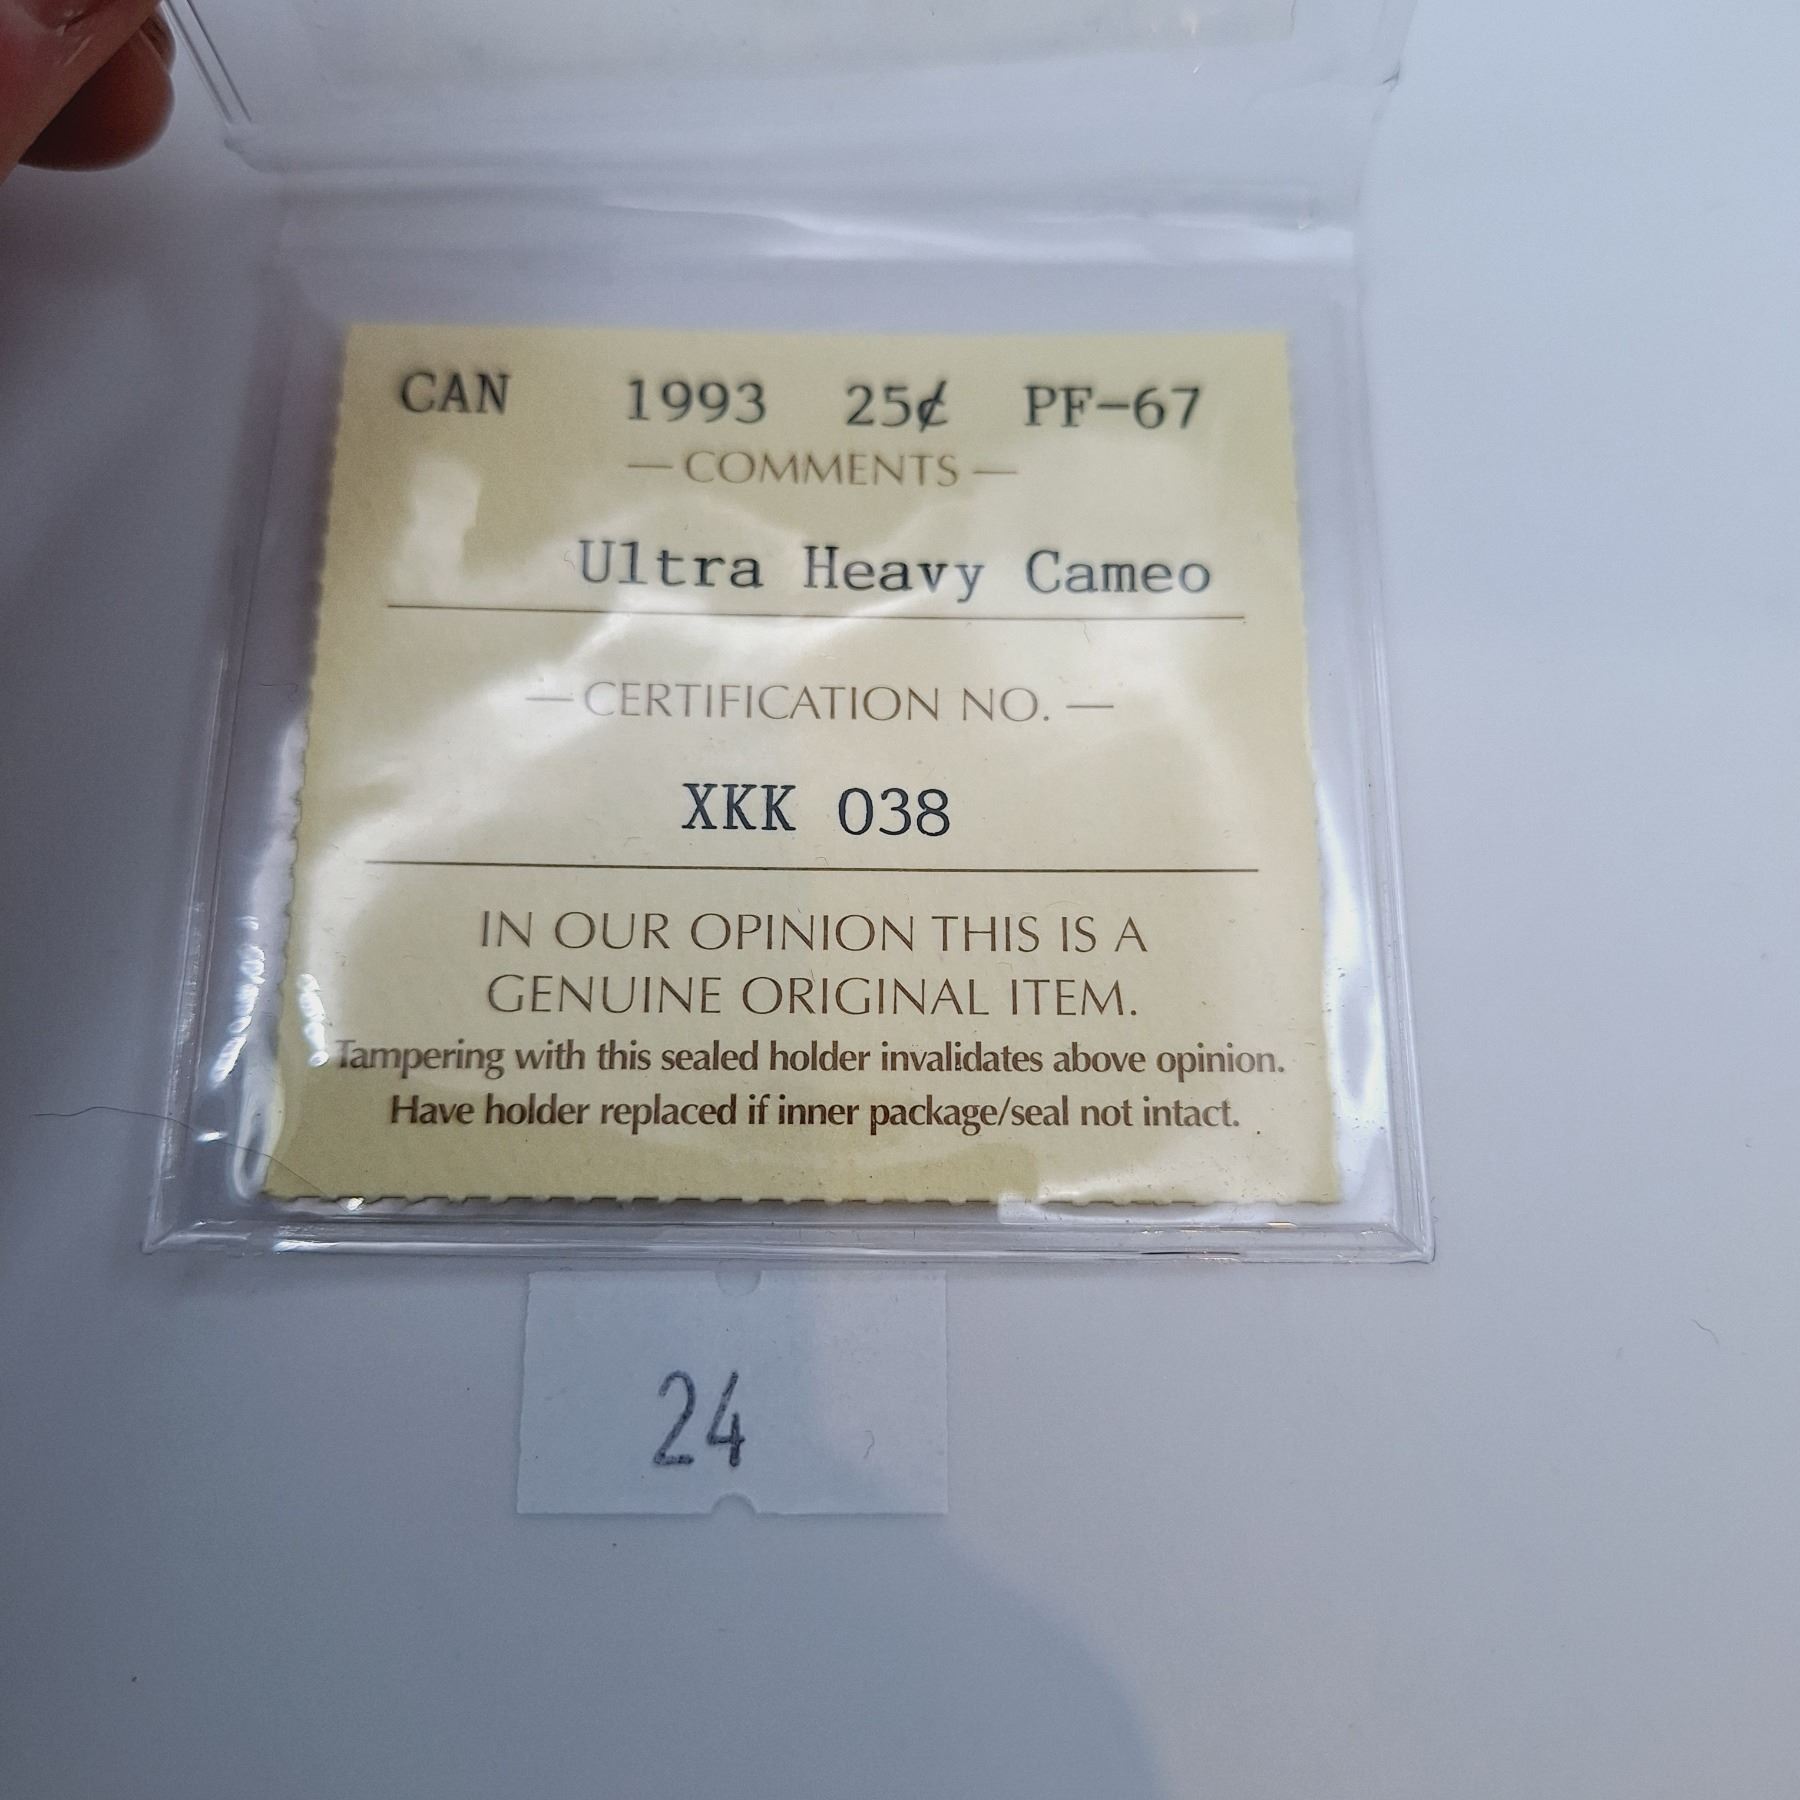 CAN 1993 25¢ PF-67
— COMMENTS —
Ultra Heavy Cameo
— CERTIFICATION NO. —
XKK 038
IN OUR OPINION THIS IS A
GENUINE ORIGINAL ITEM.
Tampering with this sealed holder invalidates above opinion.
Have holder replaced if inner package/seal not intact.
24